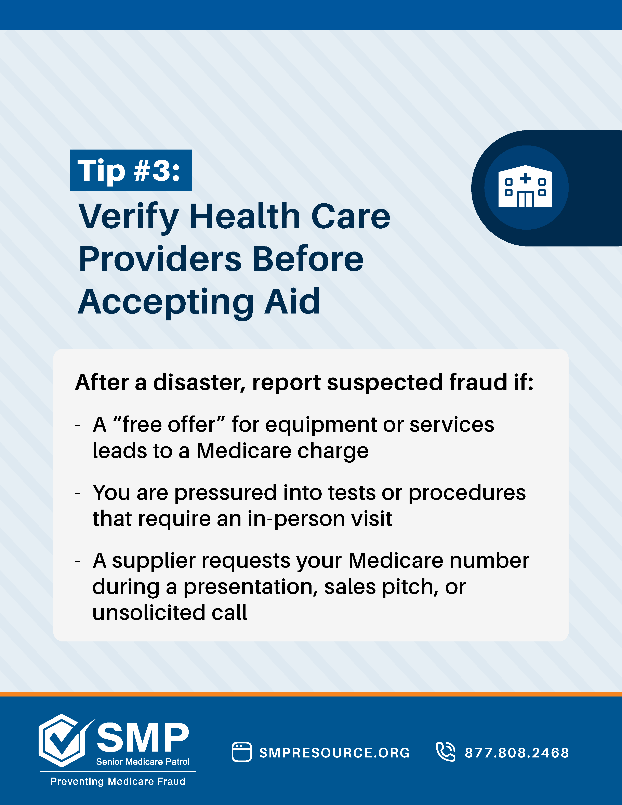 Tip #3:
Verify Health Care
Providers Before
Accepting Aid
After a disaster, report suspected fraud if:
- A “free offer” for equipment or services
leads to a Medicare charge
- You are pressured into tests or procedures
that require an in-person visit
- A supplier requests your Medicare number
during a presentation, sales pitch, or
unsolicited call
SMP
Senior Medicare Patrol
Preventing Medicare Fraud
SMPRESOURCE.ORG
877.808.2468